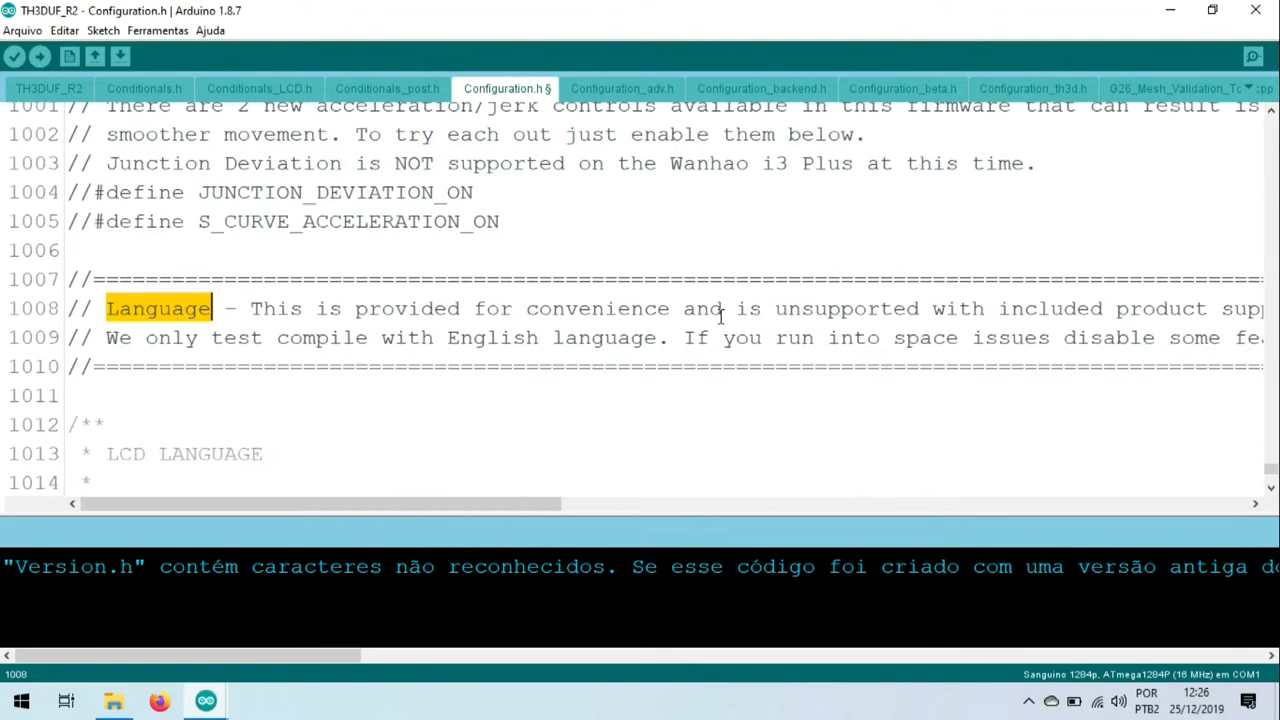 TH3DUF_R2 - Configuration.h | Arduino 1.8.7
Arquivo Editar Sketch Ferramentas Ajuda
TH3DUF_R2 Conditionals.h Conditionals_LCD.h Conditionals_post.h Configuration.h § Configuration_adv.h Configuration_backend.h Configuration_beta.h Configuration_th3d.h G26_Mesh_Validation_To :pp
1001 // There are 2 new acceleration/jerk controls available in this firmware that can result is
1002 // smoother movement. To try each out just enable them below.
1003 // Junction Deviation is NOT supported on the Wanhao i3 Plus at this time.
1004 //#define JUNCTION_DEVIATION_ON
1005 //#define S_CURVE_ACCELERATION_ON
1006
1007 //==========================================================================================
1008 // Language - This is provided for convenience and is unsupported with included product supp
1009 // We only test compile with English language. If you run into space issues disable some fea
1010 //==========================================================================================
1011
1012 /**
1013 * LCD LANGUAGE
1014 *
"Version.h" contém caracteres não reconhecidos. Se esse código foi criado com uma versão antiga do
1008 Sanguino 1284p, ATmega1284P (16 MHz) em COM1
POR 12:26
PTB2 25/12/2019